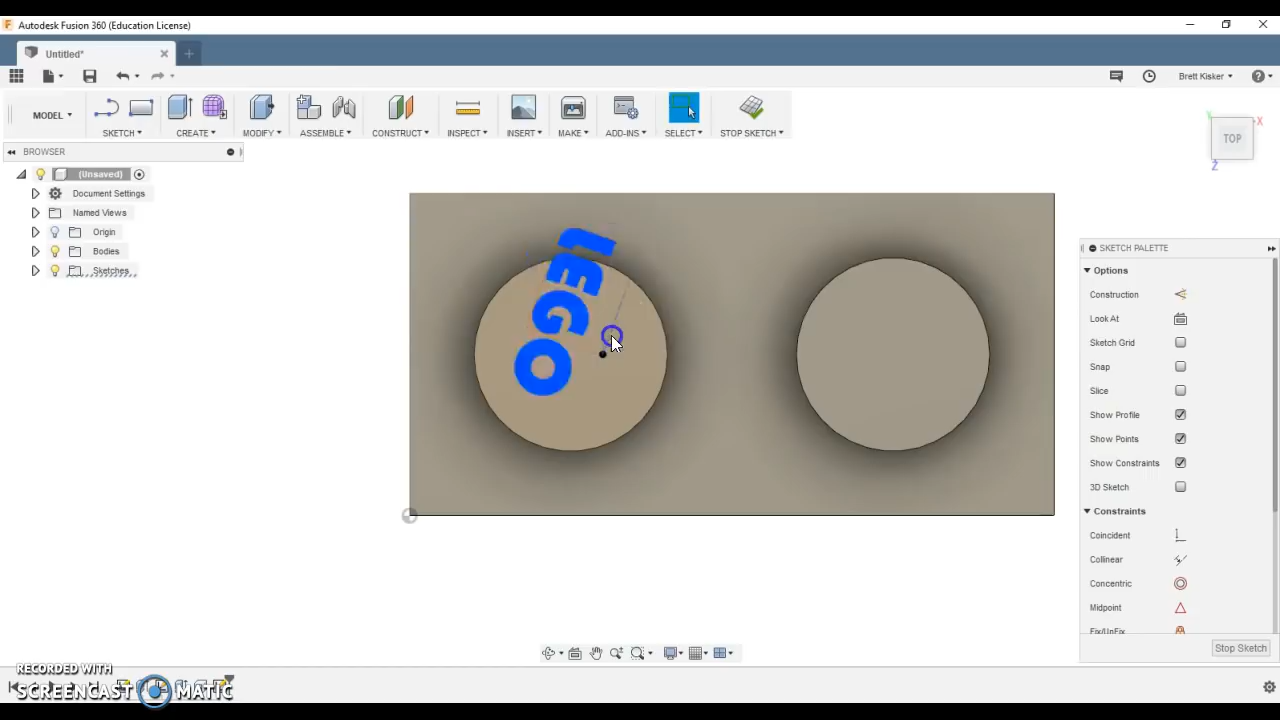 Autodesk Fusion 360 (Education License)
Untitled*
Brett Kisker
MODEL
SKETCH
CREATE
MODIFY
ASSEMBLE
CONSTRUCT
INSPECT
INSERT
MAKE
ADD-INS
SELECT
STOP SKETCH
BROWSER
(Unsaved)
Document Settings
Named Views
Origin
Bodies
Sketches
TOP
X
Y
Z
LEGO
SKETCH PALETTE
Options
Construction
Look At
Sketch Grid
Snap
Slice
Show Profile
Show Points
Show Constraints
3D Sketch
Constraints
Coincident
Collinear
Concentric
Midpoint
Fix/UnFix
Stop Sketch
RECORDED WITH
SCREENCAST MATIC